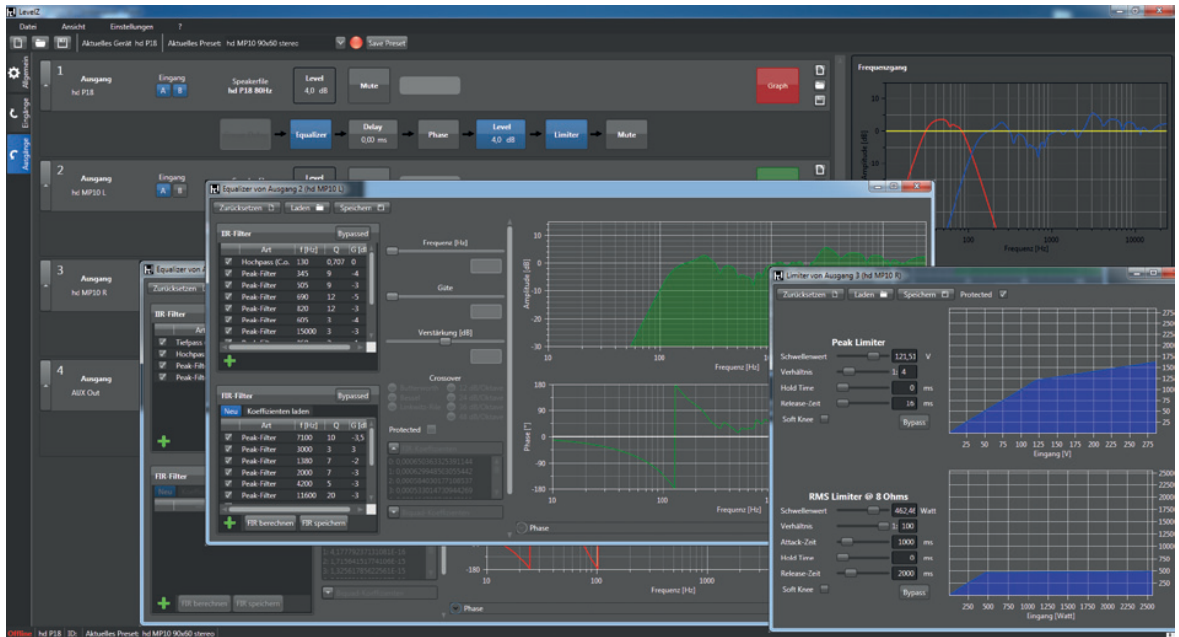 LevelZ
Datei Ansicht Einstellungen ?
Aktuelles Gerät: hd P18 Aktuelles Preset: hd MP10 90x60 stereo Save Preset
Allgemein
Eingänge
Ausgänge
1 Ausgang Eingang Speakerfile Level Mute Graph
hd P18 A B hd P18 80Hz 4,0 dB
Equalizer Delay Phase Level Limiter Mute
0,00 ms 4,0 dB
2 Ausgang Eingang
hd MP10 L A B
3 Ausgang
hd MP10 R
4 Ausgang
AUX Out
Frequenzgang
Amplitude [dB]
10
0
-10
100 1000 10000
Frequenz [Hz]
Equalizer von Ausgang 2 (hd MP10 L)
Zurücksetzen Laden Speichern
IIR-Filter Bypassed
Art f [Hz] Q G [dB
Hochpass (C.o. 130 0,707 0
Peak-Filter 345 9 -4
Peak-Filter 505 9 -3
Peak-Filter 690 12 -5
Peak-Filter 820 12 -3
Peak-Filter 605 3 -4
Peak-Filter 15000 3 -3
Frequenz [Hz]
Güte
Verstärkung [dB]
Crossover
Protected
FIR-Filter Bypassed
Neu Koeffizienten laden
Art f [Hz] Q G [dB
Peak-Filter 7100 10 -3,5
Peak-Filter 3000 3 3
Peak-Filter 1380 7 -2
Peak-Filter 2000 7 -3
Peak-Filter 4200 5 -3
Peak-Filter 11600 20 -3
FIR berechnen FIR speichern
Amplitude [dB]
10
0
-10
-20
-30
10 100
Frequenz [Hz]
Phase [°]
180
90
0
-90
-180
10 100
Frequenz [Hz]
Phase
Equalizer von A
Zurücksetzen
IIR-Filter
Art
Tiefpass
Hochpas
Peak-Filt
Peak-Filt
FIR-Filter
Neu
FIR berechnen FIR speichern
-180
10 100 1000
Frequenz [Hz]
Phase
Limiter von Ausgang 3 (hd MP10 R)
Zurücksetzen Laden Speichern Protected
Peak Limiter
Schwellenwert 121,51 V
Verhältnis 1: 4
Hold Time 0 ms
Release-Zeit 16 ms
Soft Knee Bypass
275
250
225
200
175
150
125
100
75
50
25
25 50 75 100 125 150 175 200 225 250 275
Eingang [V]
RMS Limiter @ 8 Ohms
Schwellenwert 462,46 Watt
Verhältnis 1: 100
Attack-Zeit 1000 ms
Hold Time 0 ms
Release-Zeit 2000 ms
Soft Knee Bypass
500
250 500 750 1000 1250 1500 1750 2000 2250 2500
Eingang [Watt]
Offline hd P18 ID: Aktuelles Preset: hd MP10 90x60 stereo